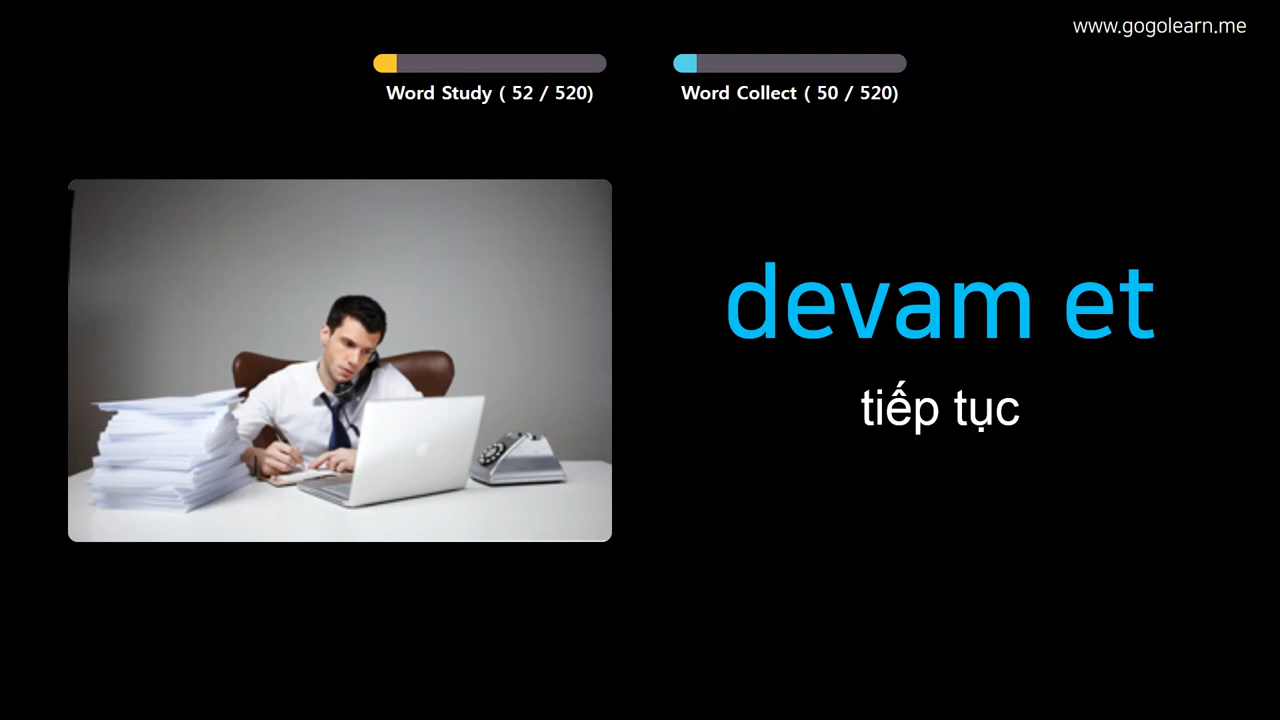 www.gogolearn.me
Word Study ( 52 / 520)
Word Collect ( 50 / 520)
devam et
tiếp tục